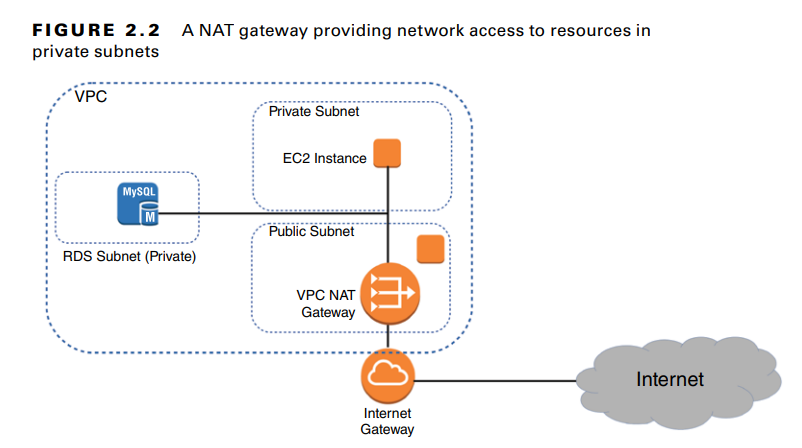 FIGURE 2.2 A NAT gateway providing network access to resources in
private subnets
VPC
Private Subnet
EC2 Instance
MySQL
M
RDS Subnet (Private)
Public Subnet
VPC NAT
Gateway
Internet
Gateway
Internet